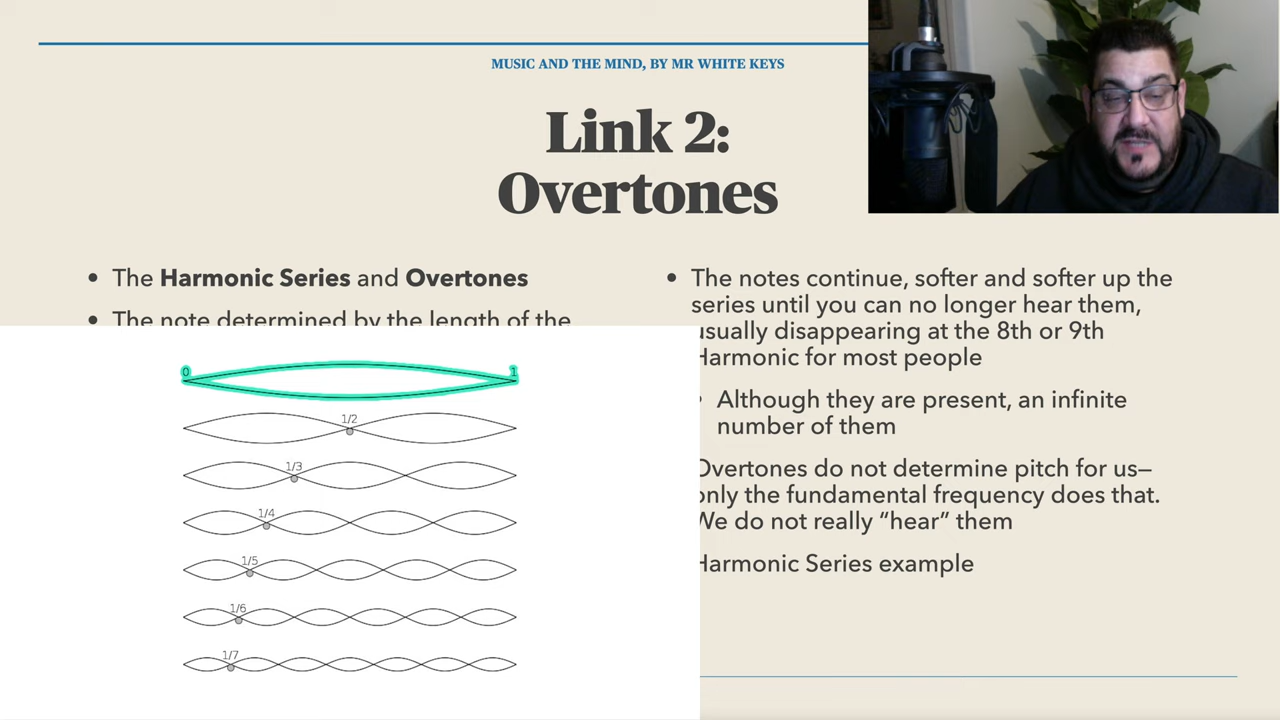 MUSIC AND THE MIND, BY MR WHITE KEYS
Link 2:
Overtones
• The Harmonic Series and Overtones
• The note determined by the length of the
• The notes continue, softer and softer up the
series until you can no longer hear them,
usually disappearing at the 8th or 9th
Harmonic for most people
• Although they are present, an infinite
number of them
Overtones do not determine pitch for us—
only the fundamental frequency does that.
We do not really “hear” them
Harmonic Series example
0 1
1/2
1/3
1/4
1/5
1/6
1/7